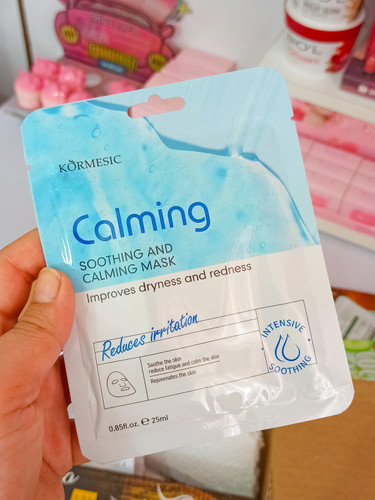 KÖRMESIC
Calming
SOOTHING AND
CALMING MASK
Improves dryness and redness
Reduces irritation
Soothe the skin
reduce fatigue and calm the skin
Rejuvenates the skin
INTENSIVE
SOOTHING
0.85fl.oz. ℮ 25ml